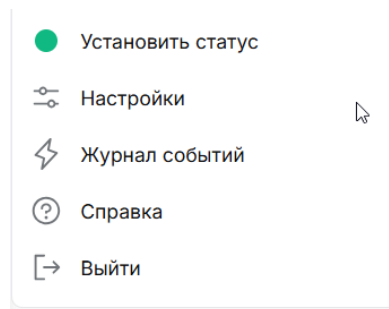 Установить статус
Настройки
Журнал событий
Справка
Выйти